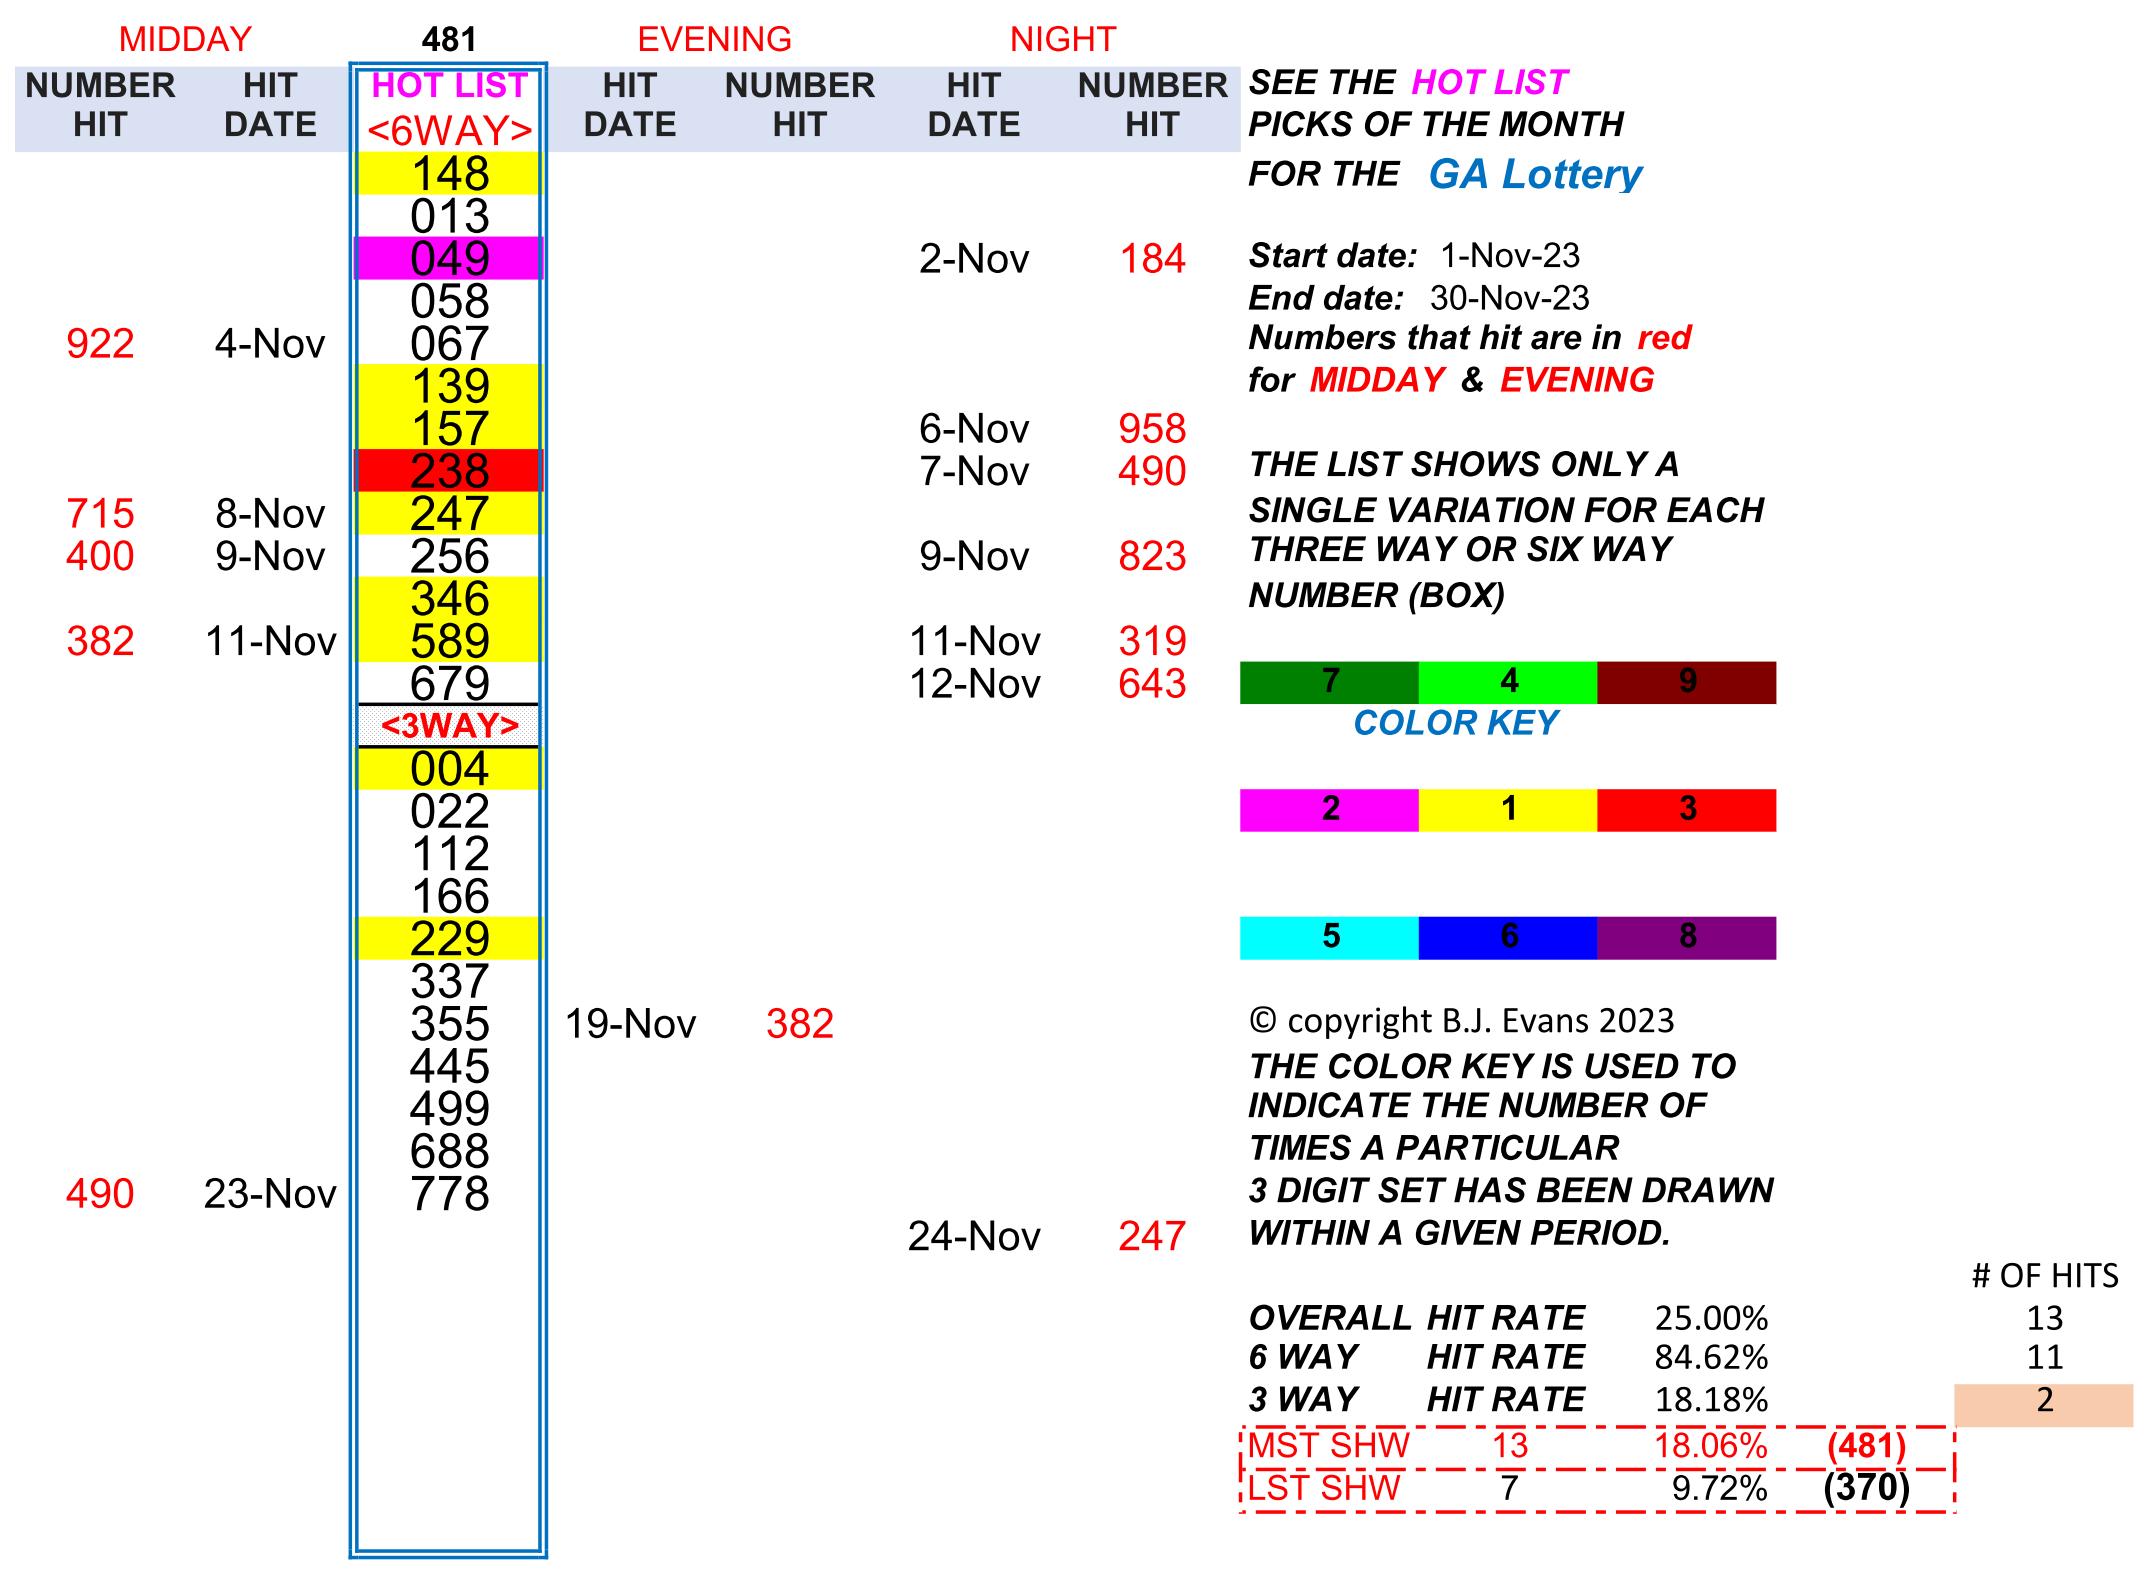 MIDDAY 481 EVENING NIGHT
NUMBER HIT HOT LIST HIT NUMBER HIT NUMBER SEE THE HOT LIST
HIT DATE <6WAY> DATE HIT DATE HIT PICKS OF THE MONTH
148 FOR THE GA Lottery
013
049 2-Nov 184 Start date: 1-Nov-23
058 End date: 30-Nov-23
922 4-Nov 067 Numbers that hit are in red
139 for MIDDAY & EVENING
157 6-Nov 958
238 7-Nov 490 THE LIST SHOWS ONLY A
715 8-Nov 247 SINGLE VARIATION FOR EACH
400 9-Nov 256 9-Nov 823 THREE WAY OR SIX WAY
346 NUMBER (BOX)
382 11-Nov 589 11-Nov 319
679 12-Nov 643 7 4 9
<3WAY> COLOR KEY
004
022 2 1 3
112
166
229 5 6 8
337
355 19-Nov 382 © copyright B.J. Evans 2023
445 THE COLOR KEY IS USED TO
499 INDICATE THE NUMBER OF
688 TIMES A PARTICULAR
490 23-Nov 778 3 DIGIT SET HAS BEEN DRAWN
24-Nov 247 WITHIN A GIVEN PERIOD.
# OF HITS
OVERALL HIT RATE 25.00% 13
6 WAY HIT RATE 84.62% 11
3 WAY HIT RATE 18.18% 2
MST SHW 13 18.06% (481)
LST SHW 7 9.72% (370)